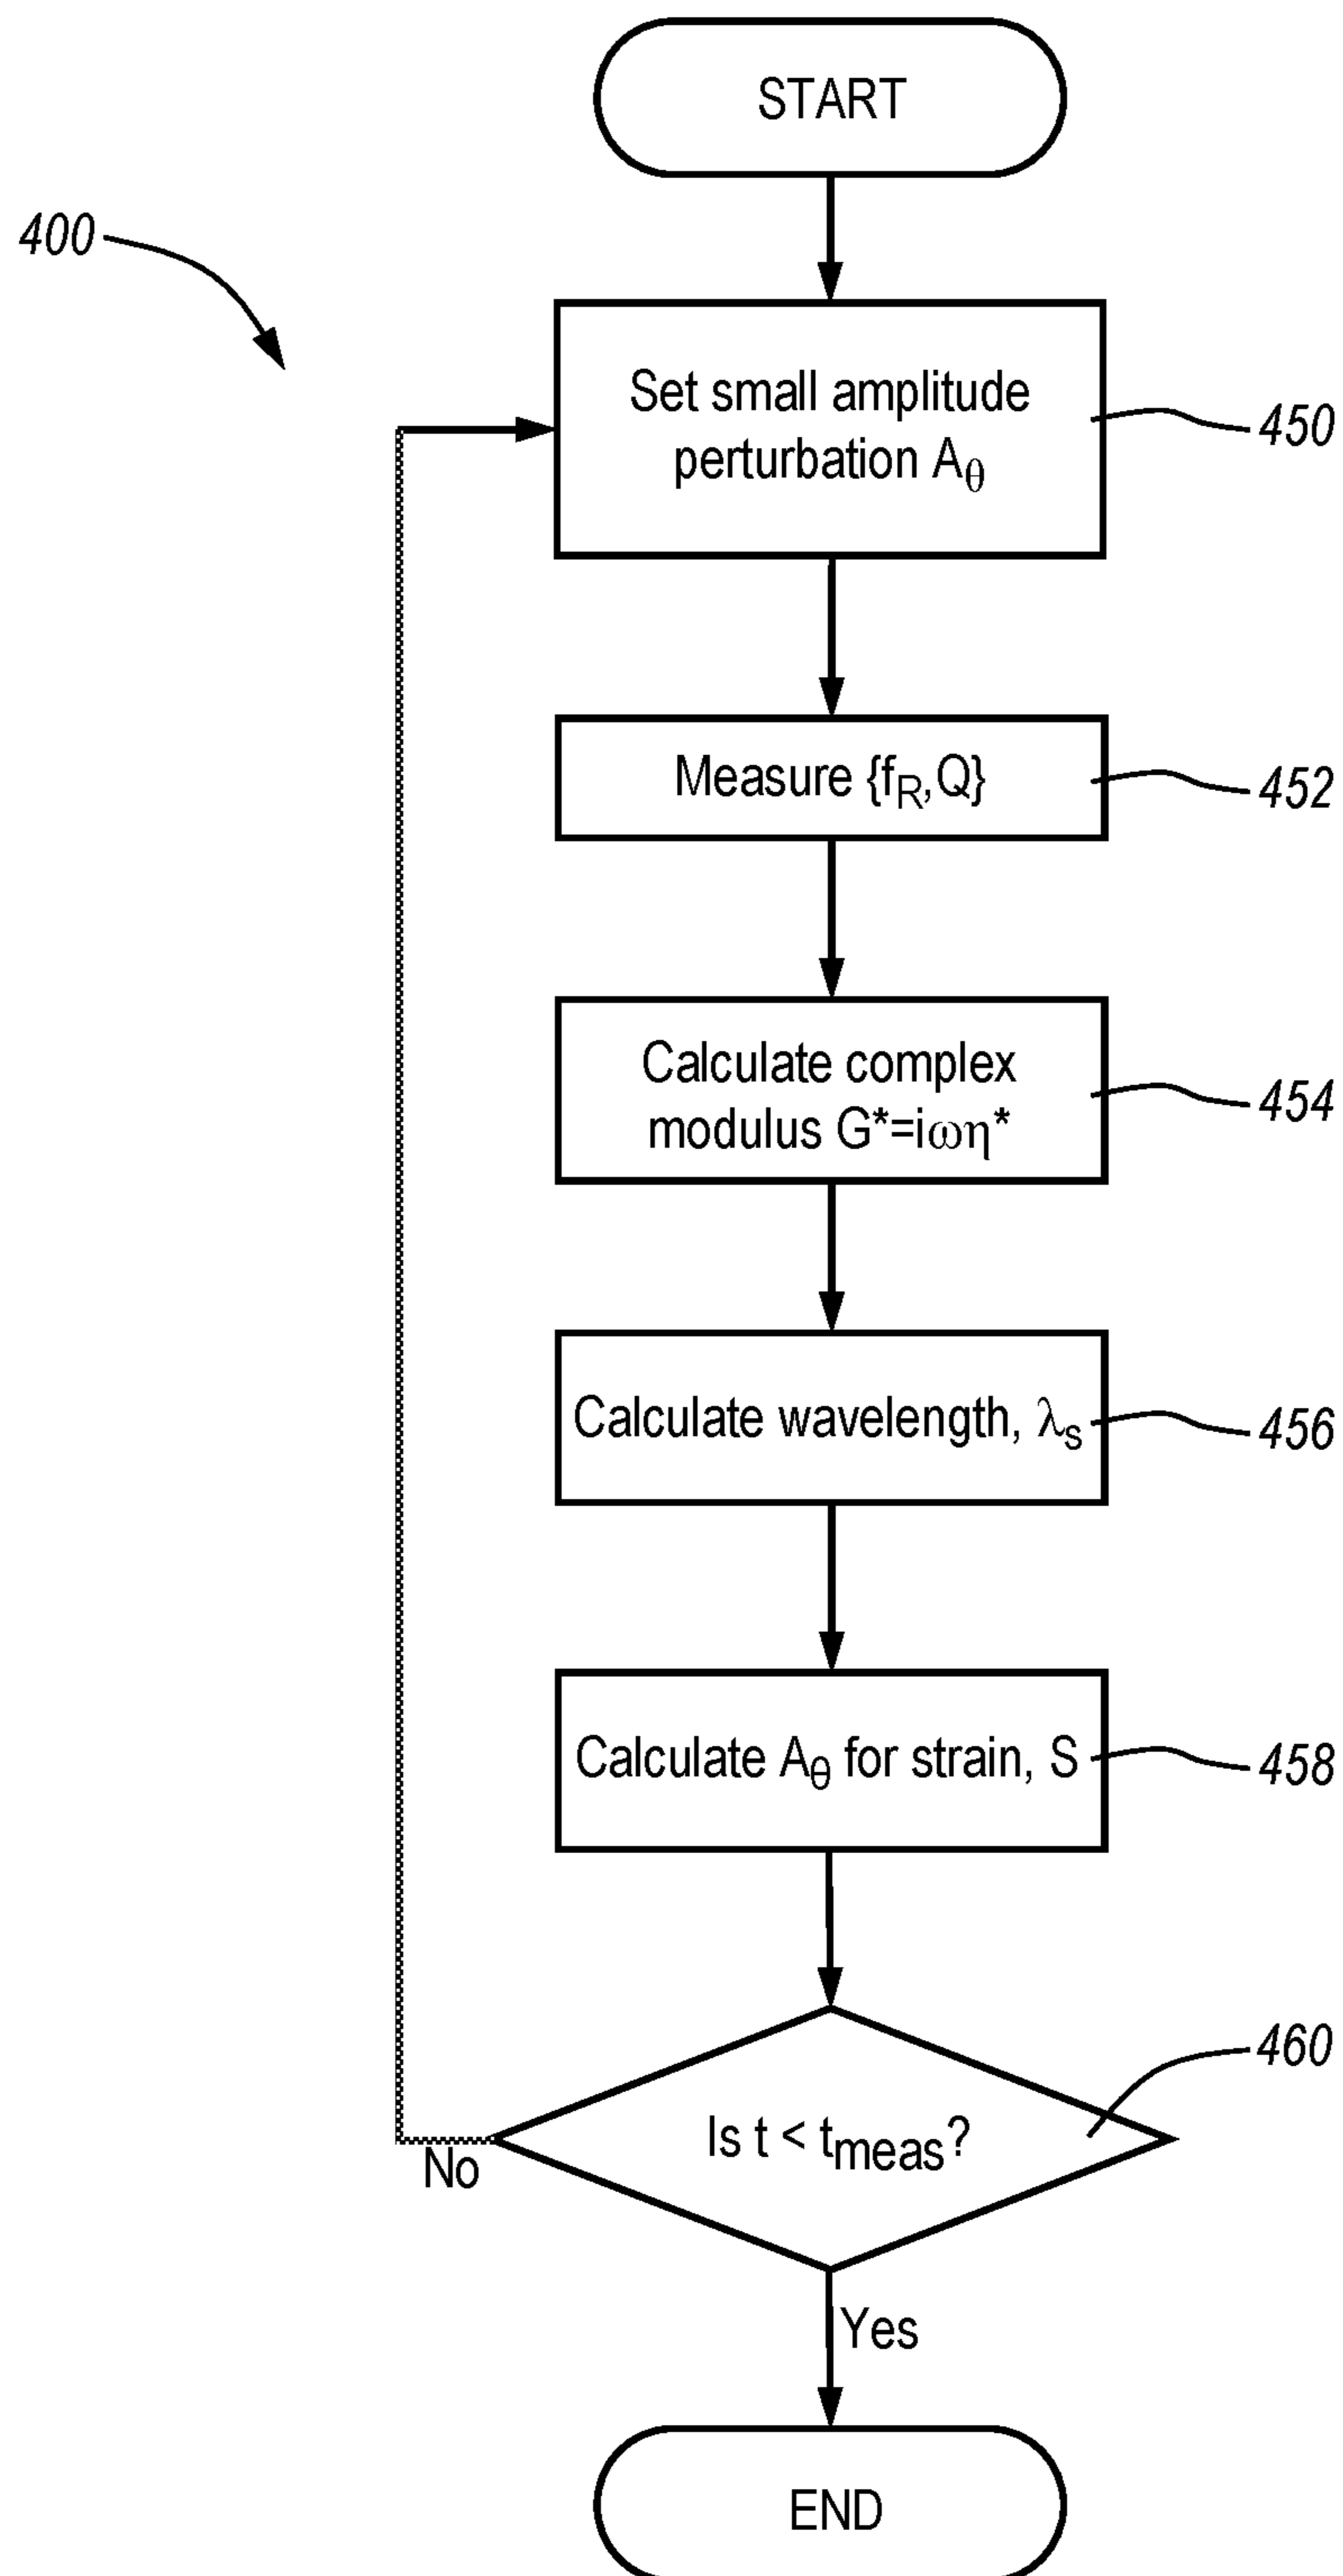 START
400
Set small amplitude
perturbation Aθ
450
Measure {fR,Q}
452
Calculate complex
modulus G*=iωη*
454
Calculate wavelength, λs
456
Calculate Aθ for strain, S
458
460
Is t < tmeas?
No
Yes
END